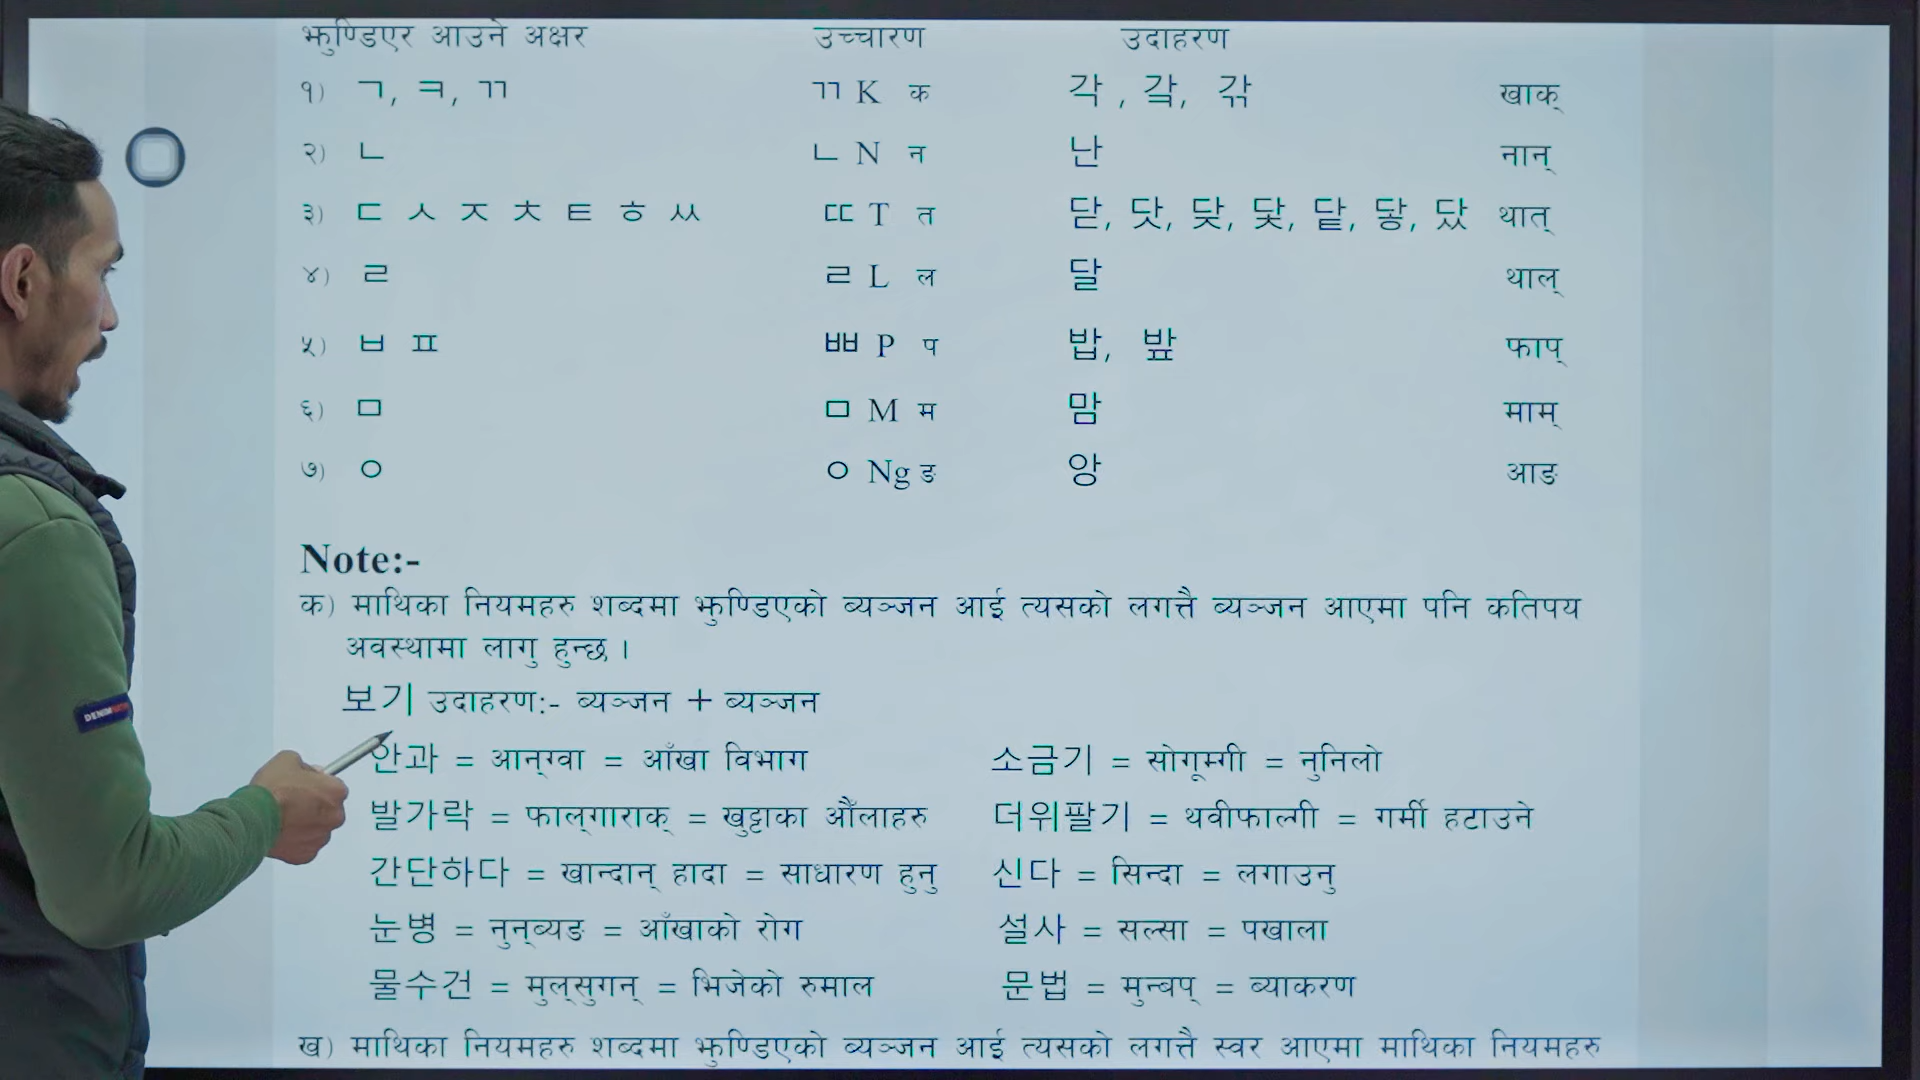 झुण्डिएर आउने अक्षर उच्चारण उदाहरण
१) ㄱ, ㅋ, ㄲ ㄲ K क 각 , 갘, 갂 खाक्
२) ㄴ ㄴ N न 난 नान्
३) ㄷ ㅅ ㅈ ㅊ ㅌ ㅎ ㅆ ㄸ T त 닫, 닷, 닺, 닻, 닽, 닿, 닸 थात्
४) ㄹ ㄹ L ल 달 थाल्
५) ㅂ ㅍ ㅃ P प 밥, 밮 फाप्
६) ㅁ ㅁ M म 맘 माम्
७) ㅇ ㅇ Ng ङ 앙 आङ
Note:-
क) माथिका नियमहरु शब्दमा झुण्डिएको ब्यञ्जन आई त्यसको लगत्तै ब्यञ्जन आएमा पनि कतिपय
अवस्थामा लागु हुन्छ ।
보기 उदाहरण:- ब्यञ्जन + ब्यञ्जन
안과 = आन्ग्वा = आँखा विभाग 소금기 = सोगूम्गी = नुनिलो
발가락 = फाल्गाराक् = खुट्टाका औंलाहरु 더위팔기 = थवीफाल्गी = गर्मी हटाउने
간단하다 = खान्दान् हादा = साधारण हुनु 신다 = सिन्दा = लगाउनु
눈병 = नुन्ब्यङ = आँखाको रोग 설사 = सल्सा = पखाला
물수건 = मुल्सुगन् = भिजेको रुमाल 문법 = मुन्बप् = ब्याकरण
ख) माथिका नियमहरु शब्दमा झुण्डिएको ब्यञ्जन आई त्यसको लगत्तै स्वर आएमा माथिका नियमहरु
DENIM